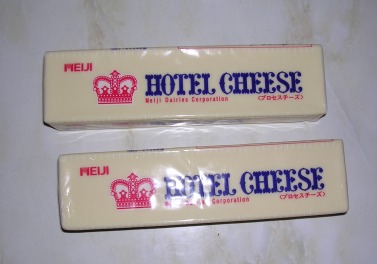 MEIJI
HOTEL CHEESE
Meiji Dairies Corporation
<プロセスチーズ>
MEIJI
HOTEL CHEESE
Corporation
<プロセスチーズ>